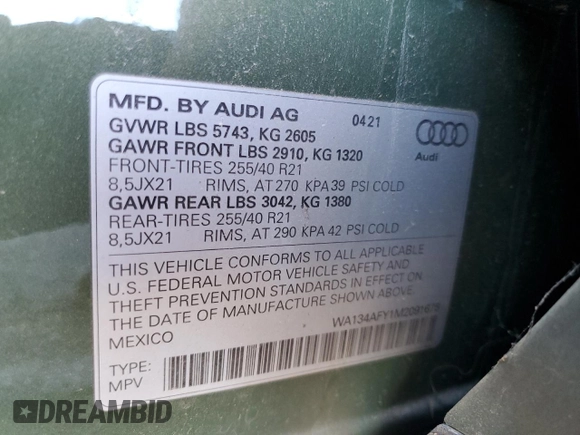 MFD. BY AUDI AG 0421
GVWR LBS 5743, KG 2605
GAWR FRONT LBS 2910, KG 1320
FRONT-TIRES 255/40 R21
8,5JX21 RIMS, AT 270 KPA 39 PSI COLD
GAWR REAR LBS 3042, KG 1380
REAR-TIRES 255/40 R21
8,5JX21 RIMS, AT 290 KPA 42 PSI COLD
Audi
THIS VEHICLE CONFORMS TO ALL APPLICABLE
U.S. FEDERAL MOTOR VEHICLE SAFETY AND
THEFT PREVENTION STANDARDS IN EFFECT ON
THE DATE OF MANUFACTURE SHOWN ABOVE.
MEXICO
TYPE:
MPV
DREAMBID